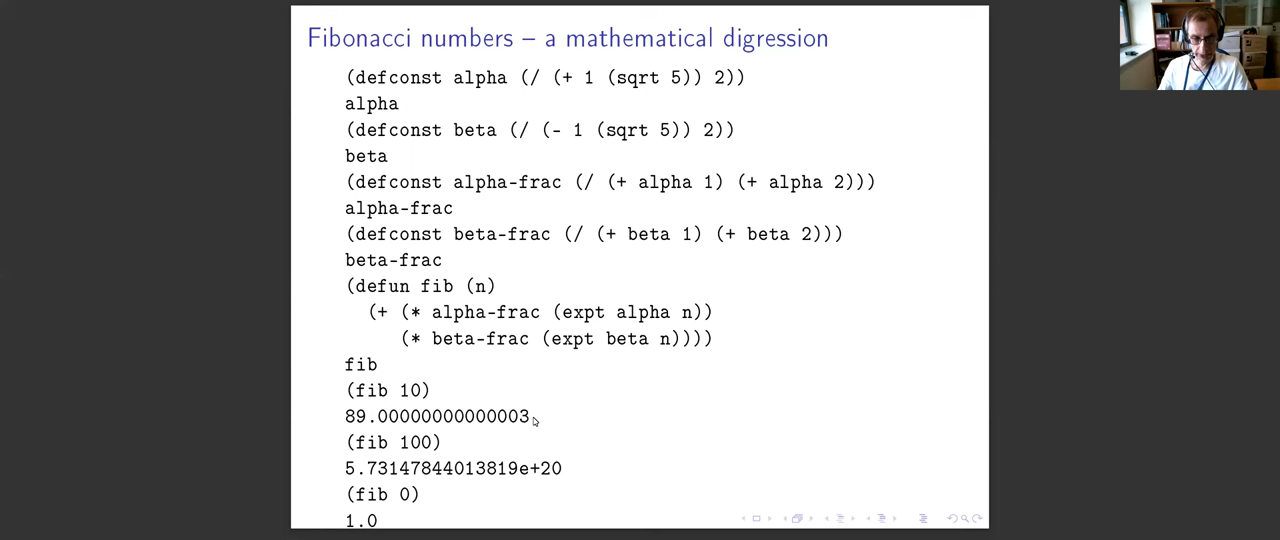 Fibonacci numbers – a mathematical digression
(defconst alpha (/ (+ 1 (sqrt 5)) 2))
alpha
(defconst beta (/ (- 1 (sqrt 5)) 2))
beta
(defconst alpha-frac (/ (+ alpha 1) (+ alpha 2)))
alpha-frac
(defconst beta-frac (/ (+ beta 1) (+ beta 2)))
beta-frac
(defun fib (n)
  (+ (* alpha-frac (expt alpha n))
     (* beta-frac (expt beta n))))
fib
(fib 10)
89.00000000000003
(fib 100)
5.73147844013819e+20
(fib 0)
1.0